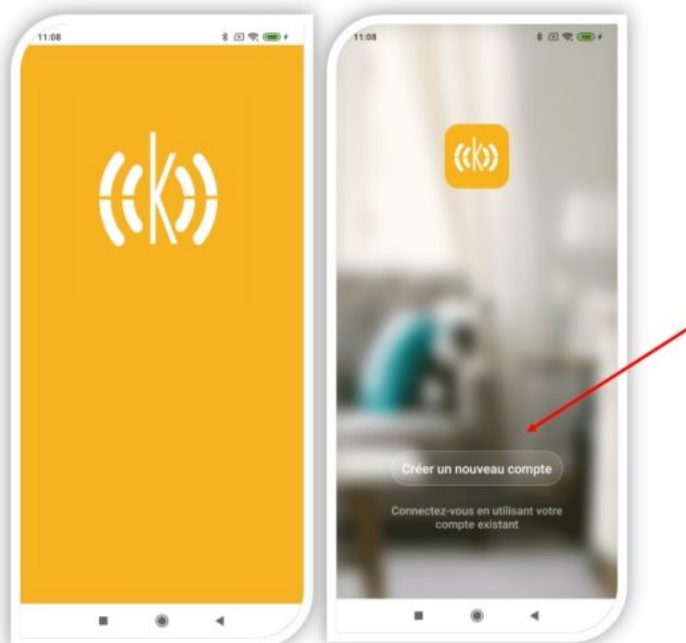 11:08
k
11:08
k
Créer un nouveau compte
Connectez-vous en utilisant votre
compte existant